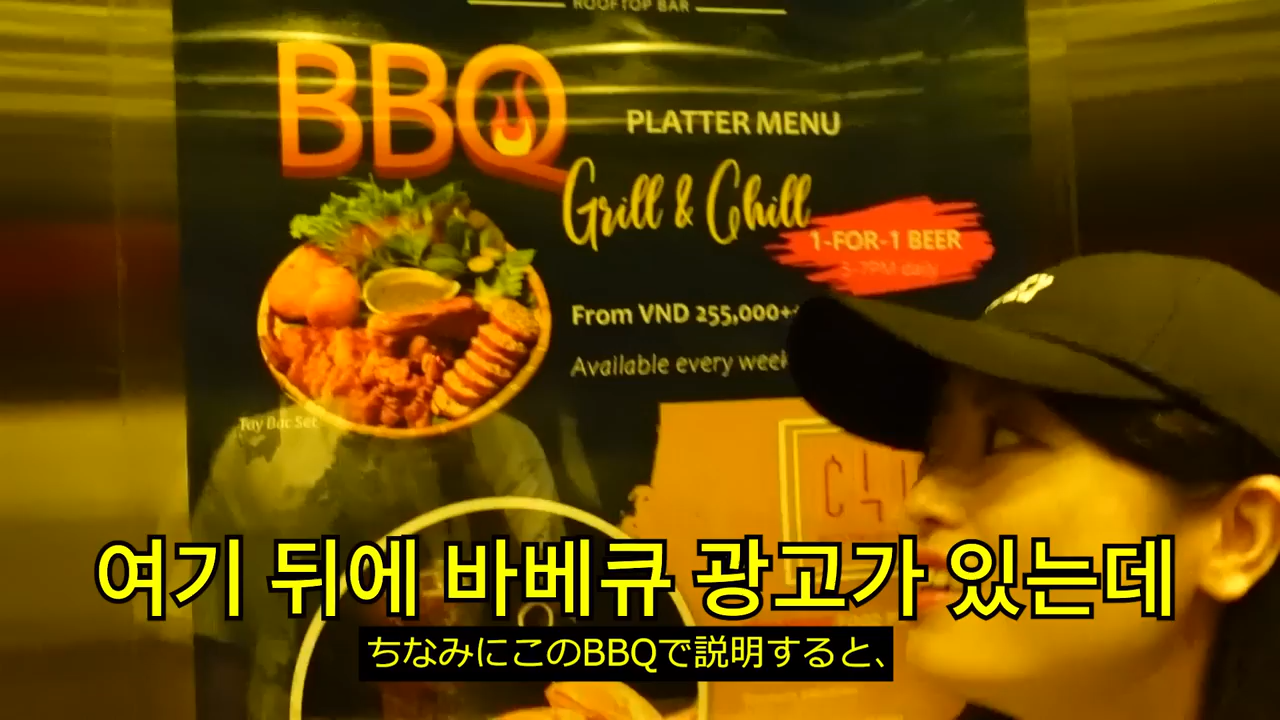 ROOFTOP BAR
BBQ
PLATTER MENU
Grill & Chill
1-FOR-1 BEER
5-7PM daily
From VND 255,000++
Available every week
Tay Bac Set
여기 뒤에 바베큐 광고가 있는데
ちなみにこのBBQで説明すると、